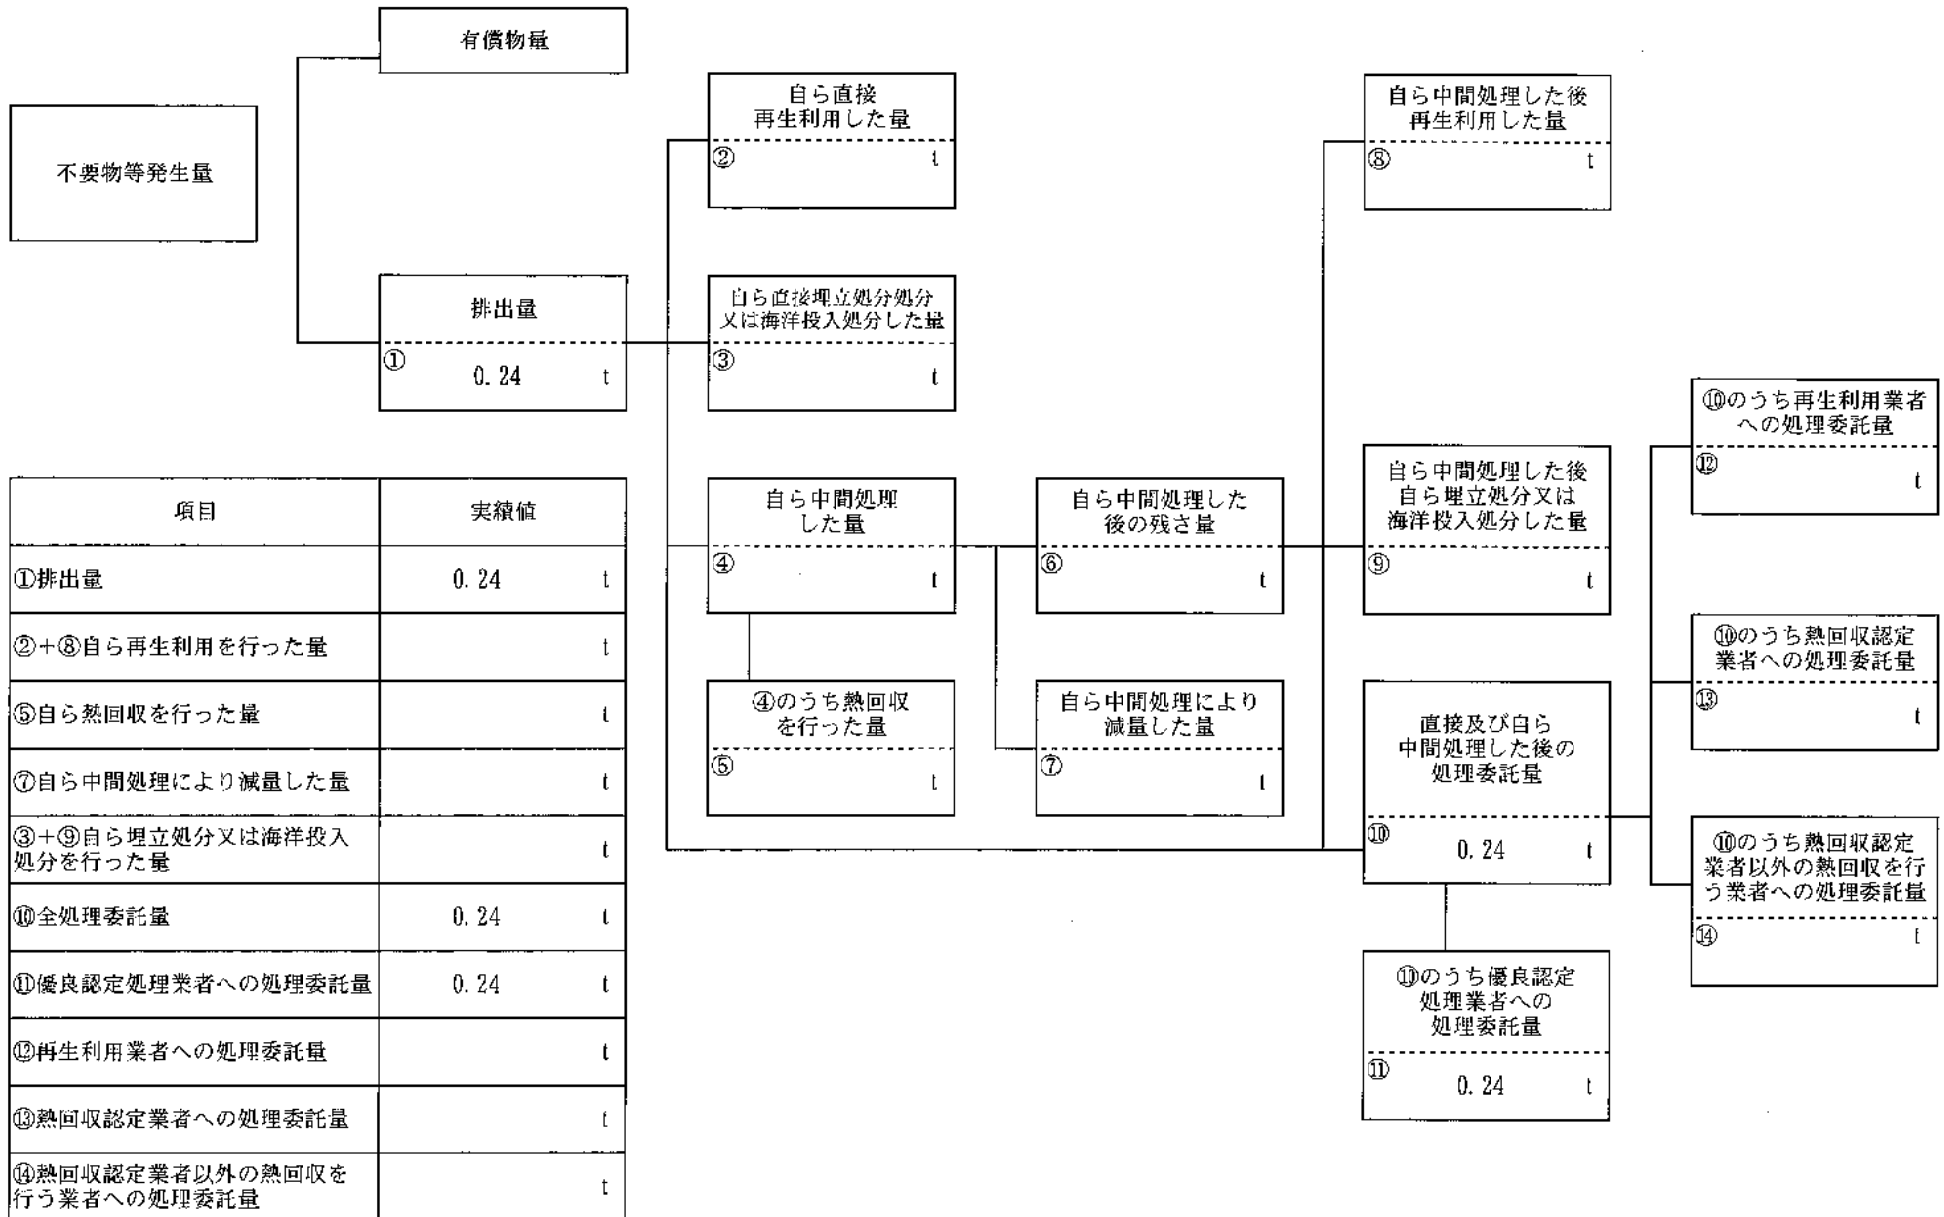 有償物量
不要物等発生量
排出量
① 0.24 t
自ら直接
再生利用した量
② t
自ら直接埋立処分処分
又は海洋投入処分した量
③ t
自ら中間処理
した量
④ t
④のうち熱回収
を行った量
⑤ t
自ら中間処理した
後の残さ量
⑥ t
自ら中間処理により
減量した量
⑦ t
自ら中間処理した後
再生利用した量
⑧ t
自ら中間処理した後
自ら埋立処分又は
海洋投入処分した量
⑨ t
直接及び自ら
中間処理した後の
処理委託量
⑩ 0.24 t
⑩のうち優良認定
処理業者への
処理委託量
⑪ 0.24 t
⑩のうち再生利用業者
への処理委託量
⑫ t
⑩のうち熱回収認定
業者への処理委託量
⑬ t
⑩のうち熱回収認定
業者以外の熱回収を行
う業者への処理委託量
⑭ t
項目 実績値
①排出量 0.24 t
②+⑧自ら再生利用を行った量 t
⑤自ら熱回収を行った量 t
⑦自ら中間処理により減量した量 t
③+⑨自ら埋立処分又は海洋投入
処分を行った量 t
⑩全処理委託量 0.24 t
⑪優良認定処理業者への処理委託量 0.24 t
⑫再生利用業者への処理委託量 t
⑬熱回収認定業者への処理委託量 t
⑭熱回収認定業者以外の熱回収を
行う業者への処理委託量 t